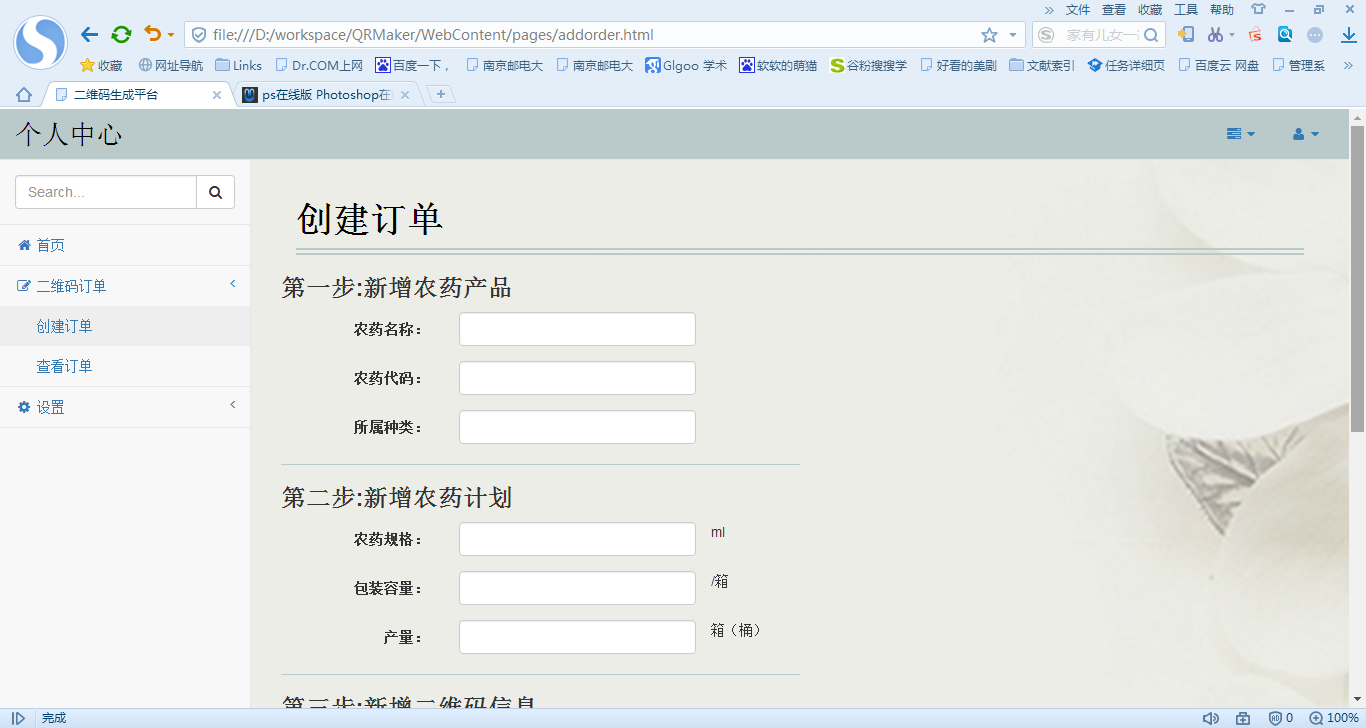 » 文件 查看 收藏 工具 帮助
file:///D:/workspace/QRMaker/WebContent/pages/addorder.html
家有儿女一
收藏 网址导航 Links Dr.COM上网 百度一下， 南京邮电大 南京邮电大 Glgoo 学术 软软的萌猫 谷粉搜搜学 好看的美剧 文献索引 任务详细页 百度云 网盘 管理系 »
二维码生成平台 ps在线版 Photoshop在
个人中心
Search...
首页
二维码订单
创建订单
查看订单
设置
创建订单
第一步:新增农药产品
农药名称：
农药代码：
所属种类：
第二步:新增农药计划
农药规格： ml
包装容量： /箱
产量： 箱（桶）
第三步:新增二维码信息
完成 0 100%